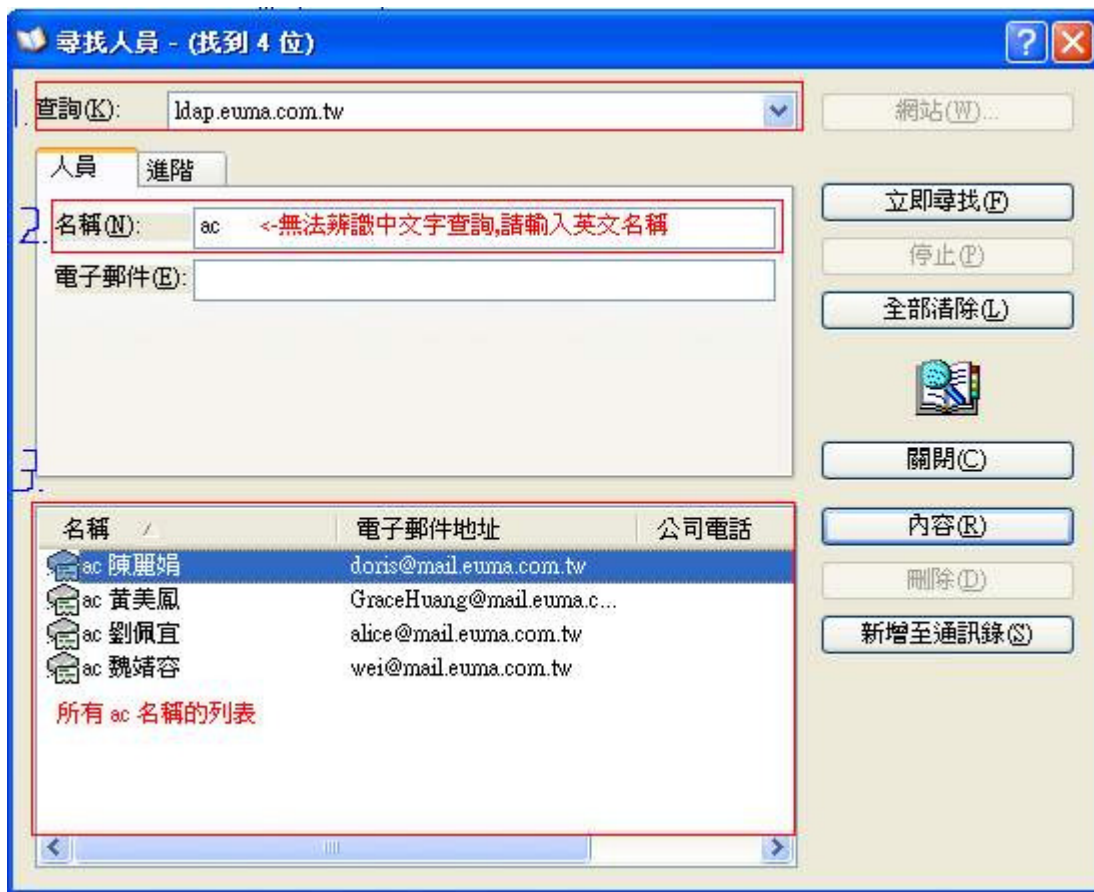 尋找人員 - (找到 4 位)
1.
查詢(K): ldap.euma.com.tw
網站(W)...
人員 進階
立即尋找(F)
2.
名稱(N): ac <-無法辨識中文字查詢,請輸入英文名稱
停止(P)
電子郵件(E):
全部清除(L)
關閉(C)
3.
名稱 電子郵件地址 公司電話
內容(R)
ac 陳麗娟 doris@mail.euma.com.tw
刪除(D)
ac 黃美鳳 GraceHuang@mail.euma.c...
ac 劉佩宜 alice@mail.euma.com.tw
新增至通訊錄(S)
ac 魏婧容 wei@mail.euma.com.tw
所有 ac 名稱的列表